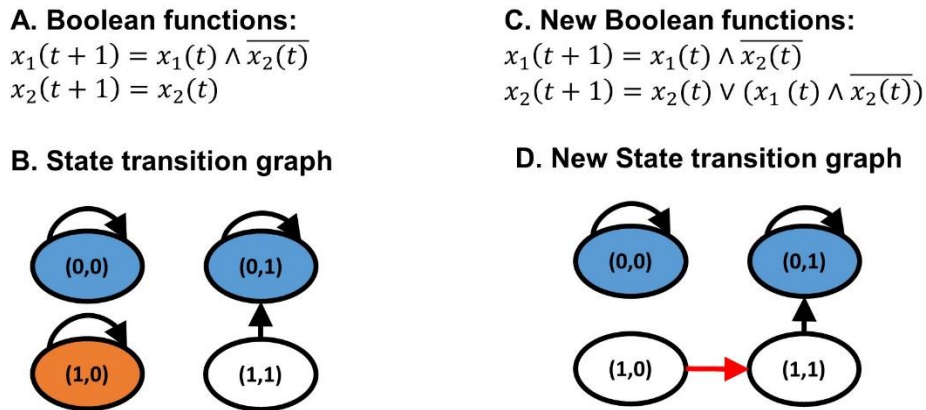 A. Boolean functions:
x₁(t + 1) = x₁(t) ∧ x̅₂̅(̅t̅)̅
x₂(t + 1) = x₂(t)
B. State transition graph
(0,0) (0,1)
(1,0) (1,1)
C. New Boolean functions:
x₁(t + 1) = x₁(t) ∧ x̅₂̅(̅t̅)̅
x₂(t + 1) = x₂(t) ∨ (x₁ (t) ∧ x̅₂̅(̅t̅)̅)
D. New State transition graph
(0,0) (0,1)
(1,0) (1,1)